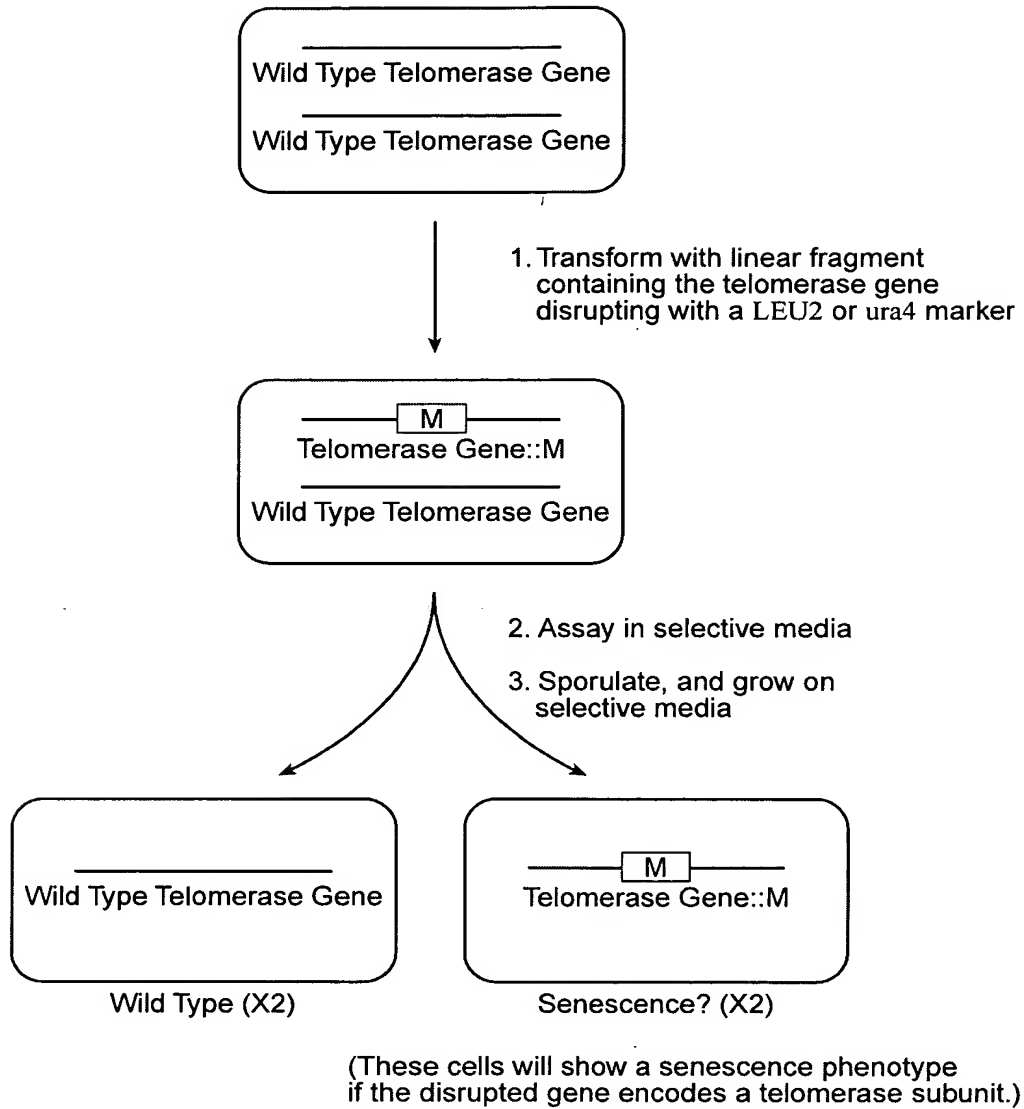 Wild Type Telomerase Gene
Wild Type Telomerase Gene
1. Transform with linear fragment
containing the telomerase gene
disrupting with a LEU2 or ura4 marker
M
Telomerase Gene::M
Wild Type Telomerase Gene
2. Assay in selective media
3. Sporulate, and grow on
selective media
Wild Type Telomerase Gene
Wild Type (X2)
M
Telomerase Gene::M
Senescence? (X2)
(These cells will show a senescence phenotype
if the disrupted gene encodes a telomerase subunit.)